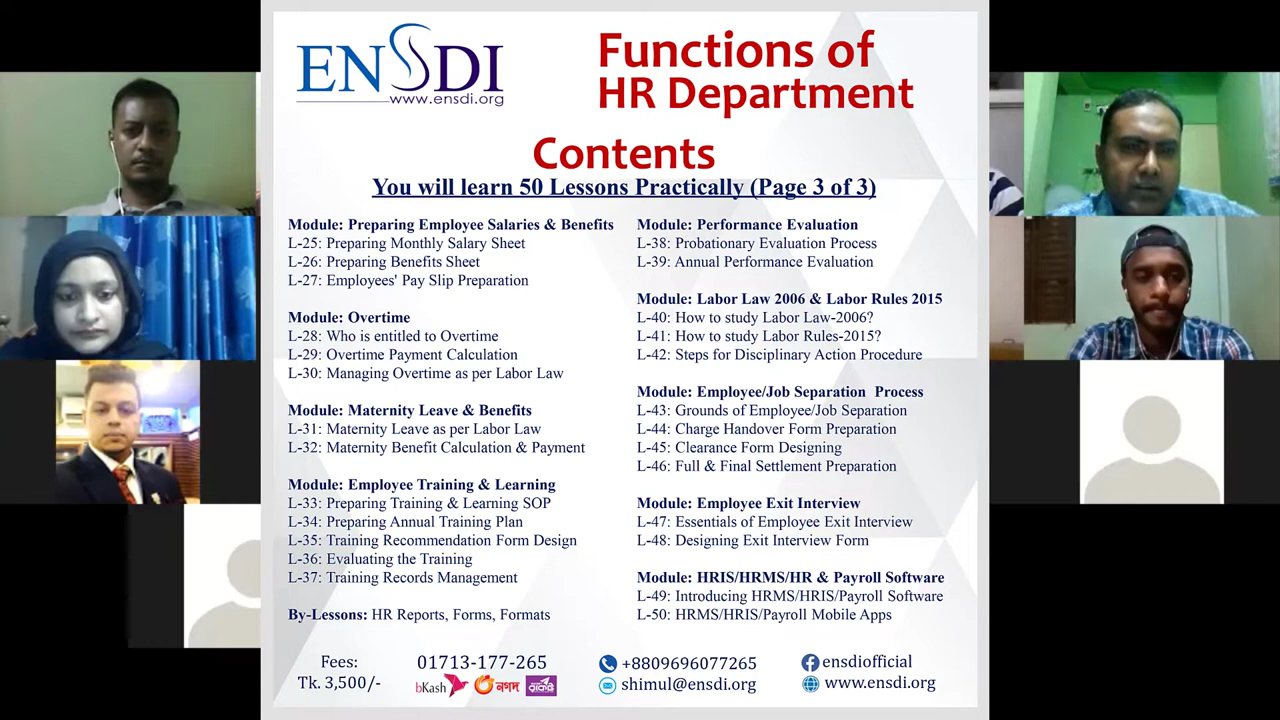 ENSDI
www.ensdi.org
Functions of
HR Department
Contents
You will learn 50 Lessons Practically (Page 3 of 3)
Module: Preparing Employee Salaries & Benefits
L-25: Preparing Monthly Salary Sheet
L-26: Preparing Benefits Sheet
L-27: Employees' Pay Slip Preparation
Module: Overtime
L-28: Who is entitled to Overtime
L-29: Overtime Payment Calculation
L-30: Managing Overtime as per Labor Law
Module: Maternity Leave & Benefits
L-31: Maternity Leave as per Labor Law
L-32: Maternity Benefit Calculation & Payment
Module: Employee Training & Learning
L-33: Preparing Training & Learning SOP
L-34: Preparing Annual Training Plan
L-35: Training Recommendation Form Design
L-36: Evaluating the Training
L-37: Training Records Management
By-Lessons: HR Reports, Forms, Formats
Module: Performance Evaluation
L-38: Probationary Evaluation Process
L-39: Annual Performance Evaluation
Module: Labor Law 2006 & Labor Rules 2015
L-40: How to study Labor Law-2006?
L-41: How to study Labor Rules-2015?
L-42: Steps for Disciplinary Action Procedure
Module: Employee/Job Separation Process
L-43: Grounds of Employee/Job Separation
L-44: Charge Handover Form Preparation
L-45: Clearance Form Designing
L-46: Full & Final Settlement Preparation
Module: Employee Exit Interview
L-47: Essentials of Employee Exit Interview
L-48: Designing Exit Interview Form
Module: HRIS/HRMS/HR & Payroll Software
L-49: Introducing HRMS/HRIS/Payroll Software
L-50: HRMS/HRIS/Payroll Mobile Apps
Fees:
Tk. 3,500/-
01713-177-265
bKash নগদ রকেট
+8809696077265
shimul@ensdi.org
ensdiofficial
www.ensdi.org